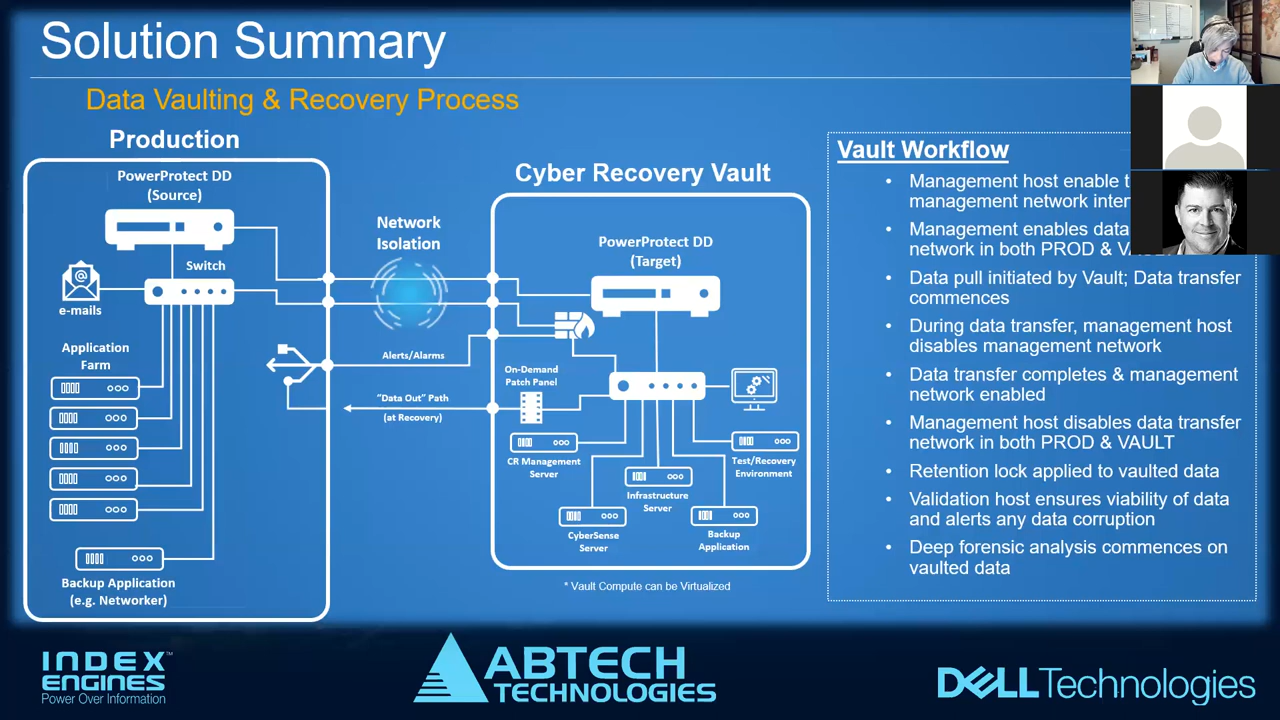 Solution Summary
Data Vaulting & Recovery Process
Production
PowerProtect DD
(Source)
Switch
e-mails
Application
Farm
Backup Application
(e.g. Networker)
Network
Isolation
Alerts/Alarms
"Data Out" Path
(at Recovery)
Cyber Recovery Vault
PowerProtect DD
(Target)
On-Demand
Patch Panel
CR Management
Server
Test/Recovery
Environment
Infrastructure
Server
CyberSense
Server
Backup
Application
* Vault Compute can be Virtualized
Vault Workflow
• Management host enable
management network
• Management enables data
network in both PROD &
• Data pull initiated by Vault; Data transfer
commences
• During data transfer, management host
disables management network
• Data transfer completes & management
network enabled
• Management host disables data transfer
network in both PROD & VAULT
• Retention lock applied to vaulted data
• Validation host ensures viability of data
and alerts any data corruption
• Deep forensic analysis commences on
vaulted data
INDEX ™
ENGINES
Power Over Information
ABTECH
TECHNOLOGIES
DELLTechnologies